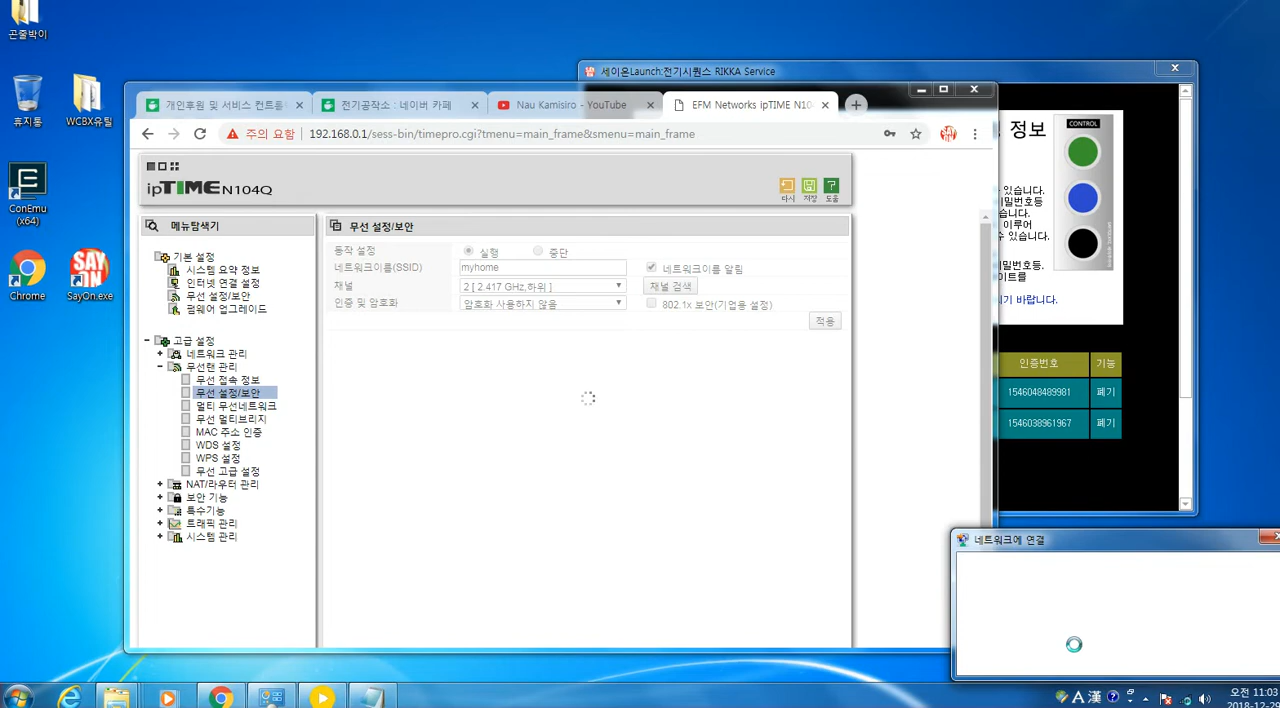 곤줄박이
휴지통
WCBX유틸
ConEmu
(x64)
Chrome
SayOn.exe
SAY
ON
세이온Launch:전기시퀀스 RIKKA Service
개인후원 및 서비스 컨트롤
전기공작소 : 네이버 카페
Nau Kamisiro - YouTube
EFM Networks ipTIME N10
주의 요함
192.168.0.1/sess-bin/timepro.cgi?tmenu=main_frame&smenu=main_frame
ipTIME N104Q
다시
저장
도움
메뉴탐색기
기본 설정
시스템 요약 정보
인터넷 연결 설정
무선 설정/보안
펌웨어 업그레이드
고급 설정
네트워크 관리
무선랜 관리
무선 접속 정보
무선 설정/보안
멀티 무선네트워크
무선 멀티브리지
MAC 주소 인증
WDS 설정
WPS 설정
무선 고급 설정
NAT/라우터 관리
보안 기능
특수기능
트래픽 관리
시스템 관리
무선 설정/보안
동작 설정
실행
중단
네트워크이름(SSID)
myhome
네트워크이름 알림
채널
2 [ 2.417 GHz,하위 ]
채널 검색
인증 및 암호화
암호화 사용하지 않음
802.1x 보안(기업용 설정)
적용
정보
CONTROL
있습니다.
밀번호등
습니다.
이루어
수 있습니다.
비밀번호등.
이트를
기 바랍니다.
인증번호
기능
1546048489981
폐기
1546038961967
폐기
네트워크에 연결
A 漢
오전 11:03
2018-12-29